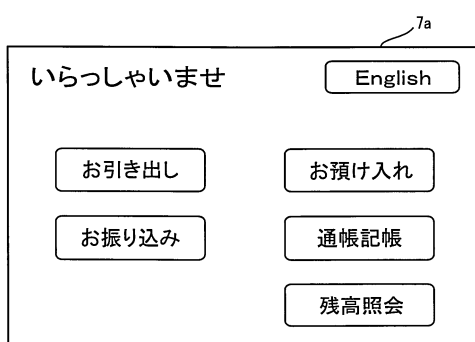 7a
いらっしゃいませ
English
お引き出し
お預け入れ
お振り込み
通帳記帳
残高照会